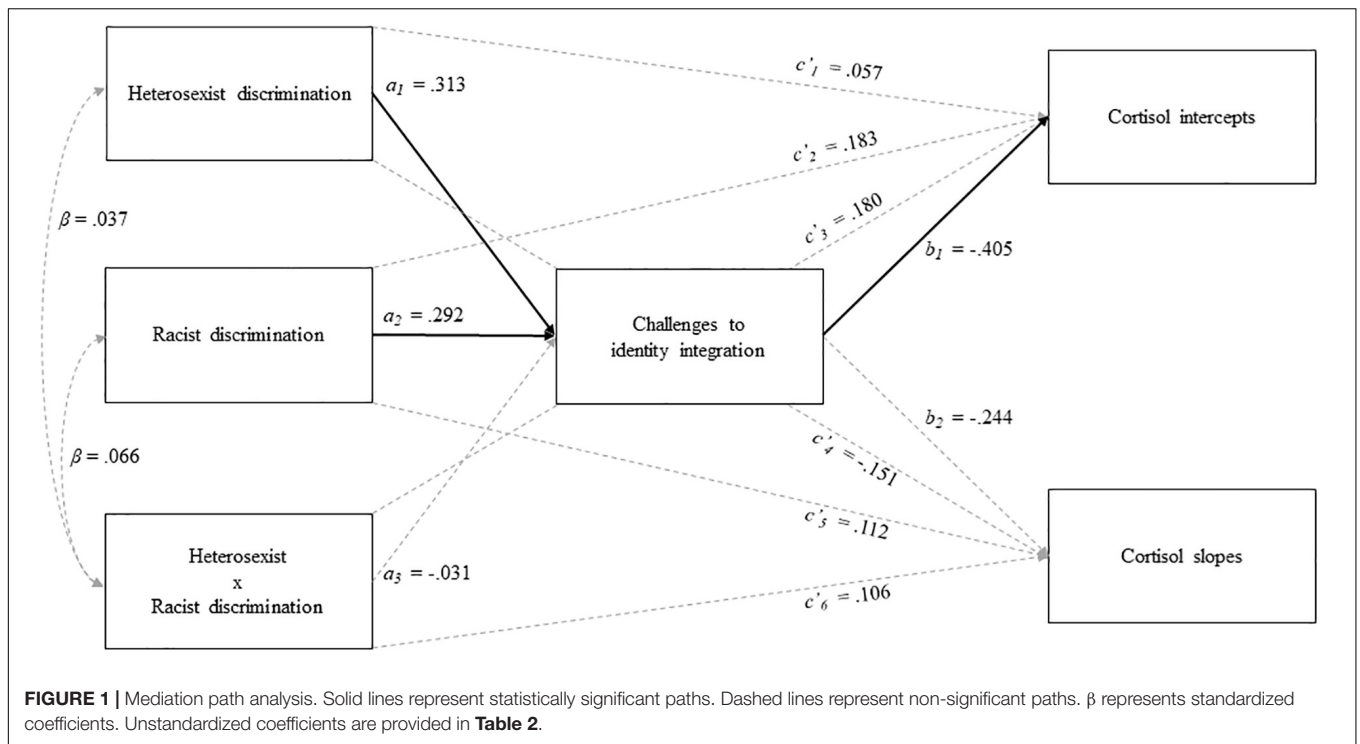 Heterosexist discrimination
a1 = .313
c'1 = .057
Cortisol intercepts
c'2 = .183
c'3 = .180
β = .037
b1 = -.405
Racist discrimination
a2 = .292
Challenges to
identity integration
b2 = -.244
c'4 = -.151
β = .066
c'5 = .112
Heterosexist
x
Racist discrimination
a3 = -.031
c'6 = .106
Cortisol slopes
FIGURE 1 | Mediation path analysis. Solid lines represent statistically significant paths. Dashed lines represent non-significant paths. β represents standardized
coefficients. Unstandardized coefficients are provided in Table 2.